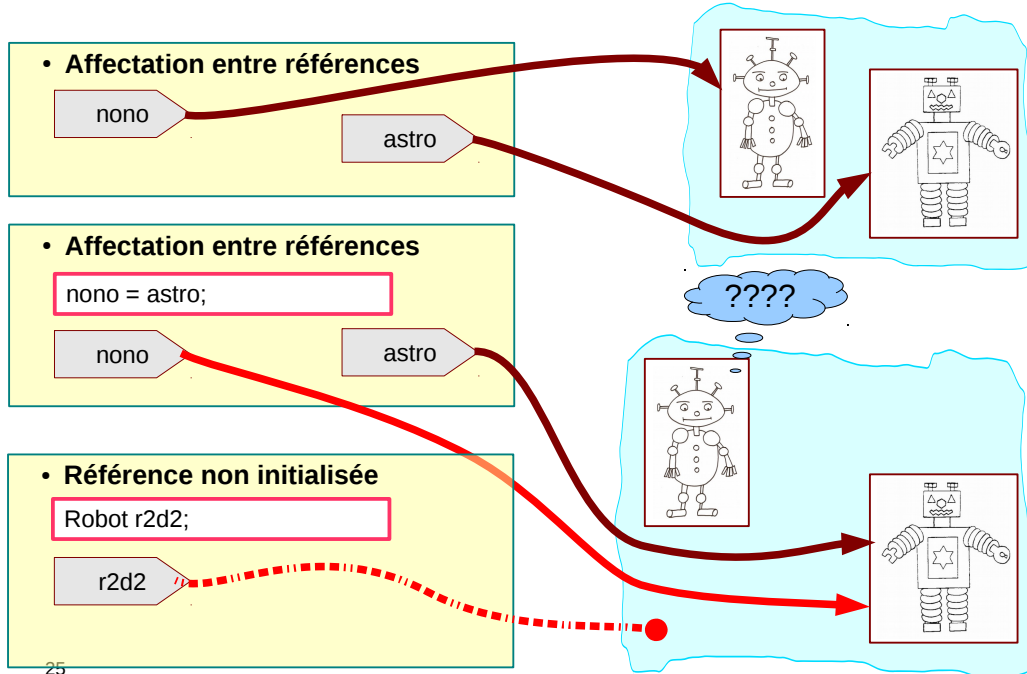 • Affectation entre références
nono
astro
• Affectation entre références
nono = astro;
nono
astro
????
• Référence non initialisée
Robot r2d2;
r2d2
25